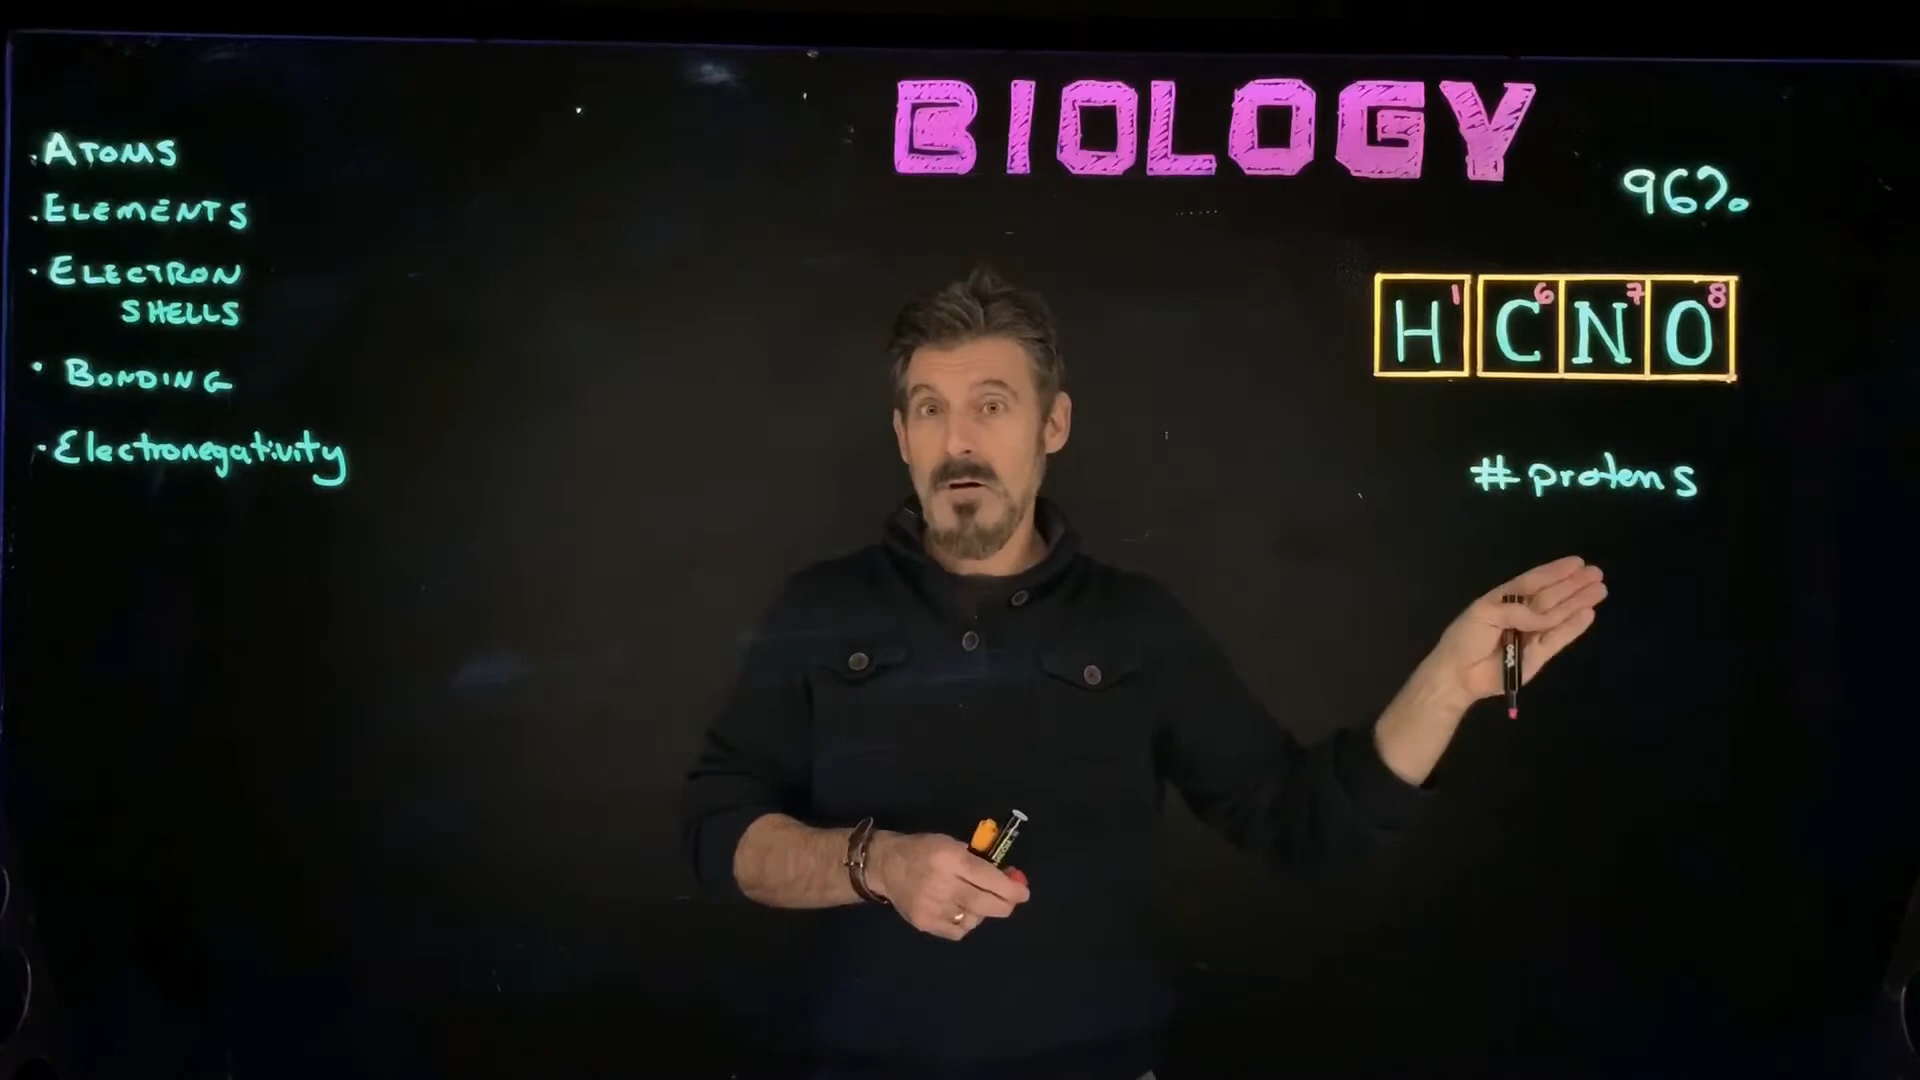 BIOLOGY
· ATOMS
· ELEMENTS
· ELECTRON
SHELLS
· BONDING
· Electronegativity
96%
H 1 C 6 N 7 O 8
# protons